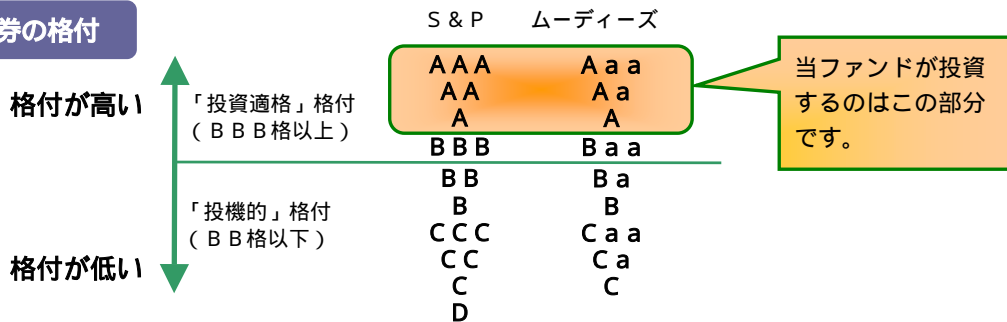 券の格付
S＆P ムーディーズ
格付が高い
「投資適格」格付
（ＢＢＢ格以上）
ＡＡＡ Ａａａ
ＡＡ Ａａ
Ａ Ａ
ＢＢＢ Ｂａａ
当ファンドが投資
するのはこの部分
です。
ＢＢ Ｂａ
Ｂ Ｂ
「投機的」格付
（ＢＢ格以下）
ＣＣＣ Ｃａａ
ＣＣ Ｃａ
Ｃ Ｃ
Ｄ
格付が低い